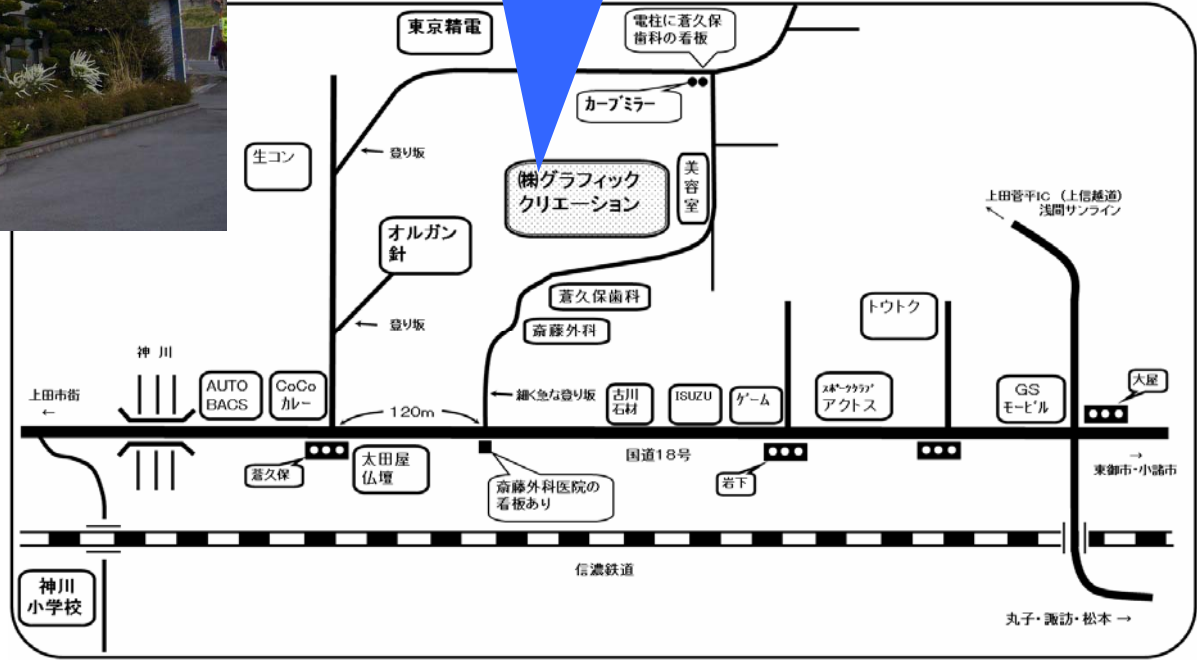 東京精電
電柱に蒼久保
歯科の看板
カーブミラー
生コン
← 登り坂
㈱グラフィック
クリエーション
美
容
室
上田菅平IC (上信越道)
浅間サンライン
オルガン
針
蒼久保歯科
← 登り坂
斎藤外科
トウトク
神 川
上田市街
←
AUTO
BACS
CoCo
カレー
120m
← 細く急な登り坂
古川
石材
ISUZU
ゲーム
スポークラブ
アクトス
GS
モービル
大屋
蒼久保
太田屋
仏壇
斎藤外科医院の
看板あり
国道18号
岩下
→
東御市・小諸市
信濃鉄道
神川
小学校
丸子・諏訪・松本 →